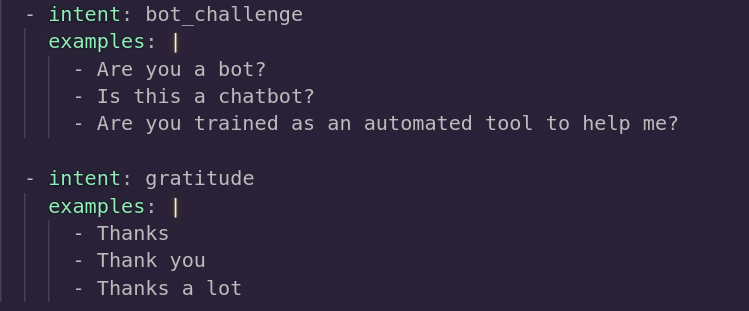 - intent: bot_challenge
examples: |
- Are you a bot?
- Is this a chatbot?
- Are you trained as an automated tool to help me?
- intent: gratitude
examples: |
- Thanks
- Thank you
- Thanks a lot